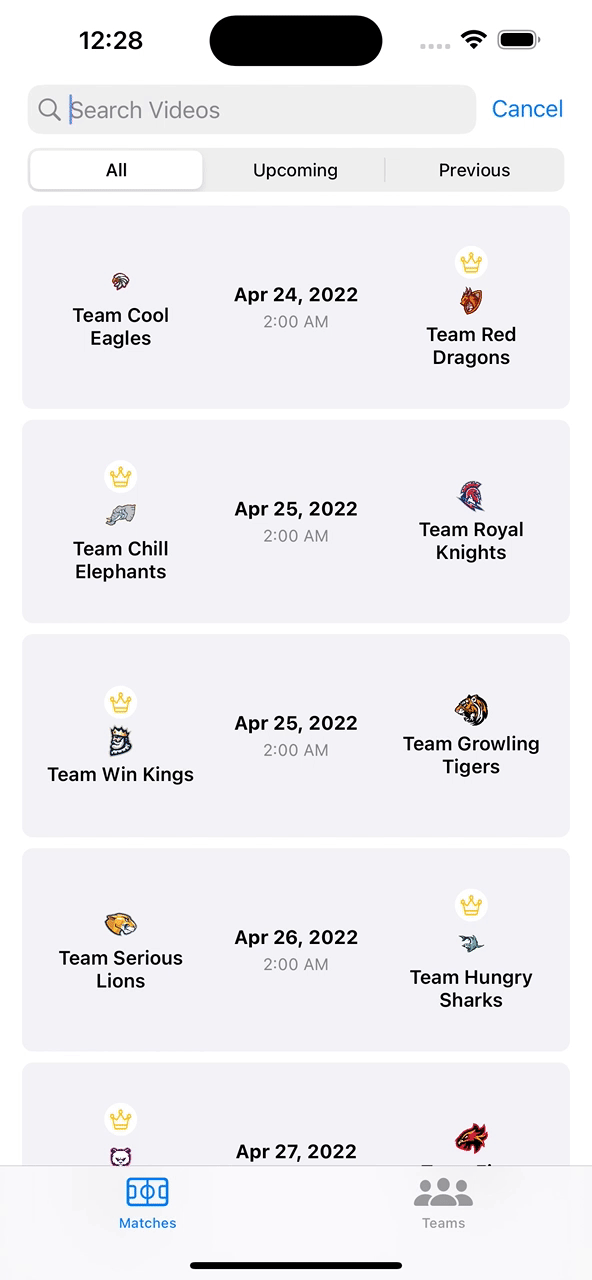 12:28
Search Videos
Cancel
All
Upcoming
Previous
Team Cool
Eagles
Apr 24, 2022
2:00 AM
Team Red
Dragons
Team Chill
Elephants
Apr 25, 2022
2:00 AM
Team Royal
Knights
Team Win Kings
Apr 25, 2022
2:00 AM
Team Growling
Tigers
Team Serious
Lions
Apr 26, 2022
2:00 AM
Team Hungry
Sharks
Apr 27, 2022
Matches
Teams